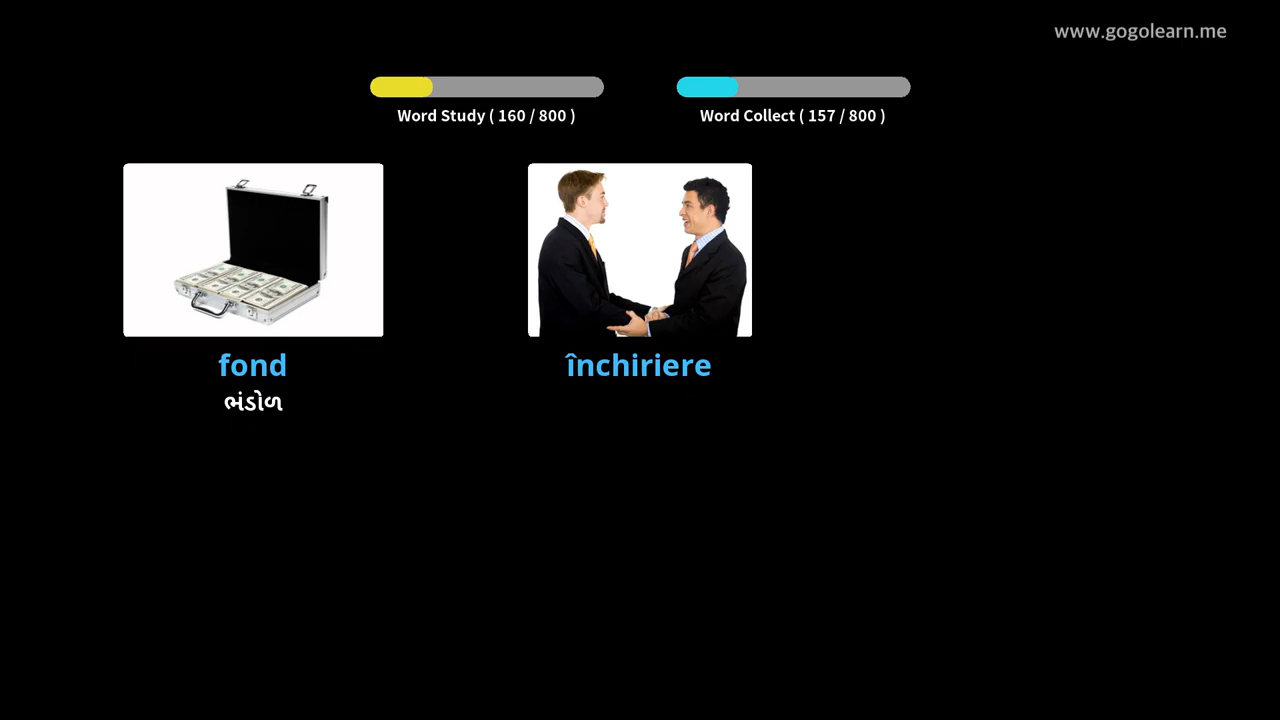 www.gogolearn.me
Word Study ( 160 / 800 )
Word Collect ( 157 / 800 )
fond
ભંડોળ
închiriere